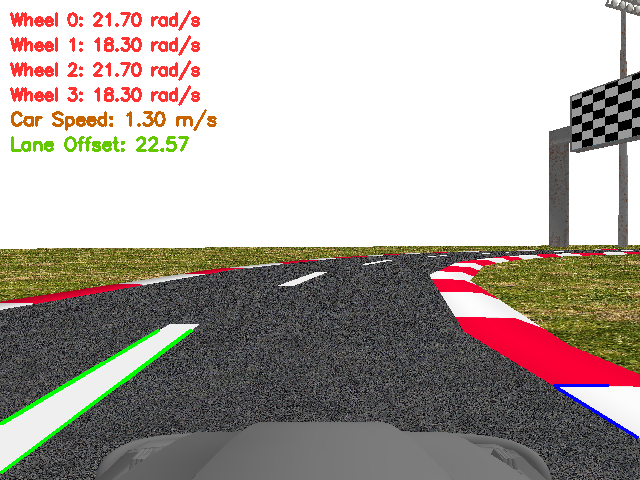 Wheel 0: 21.70 rad/s
Wheel 1: 18.30 rad/s
Wheel 2: 21.70 rad/s
Wheel 3: 18.30 rad/s
Car Speed: 1.30 m/s
Lane Offset: 22.57